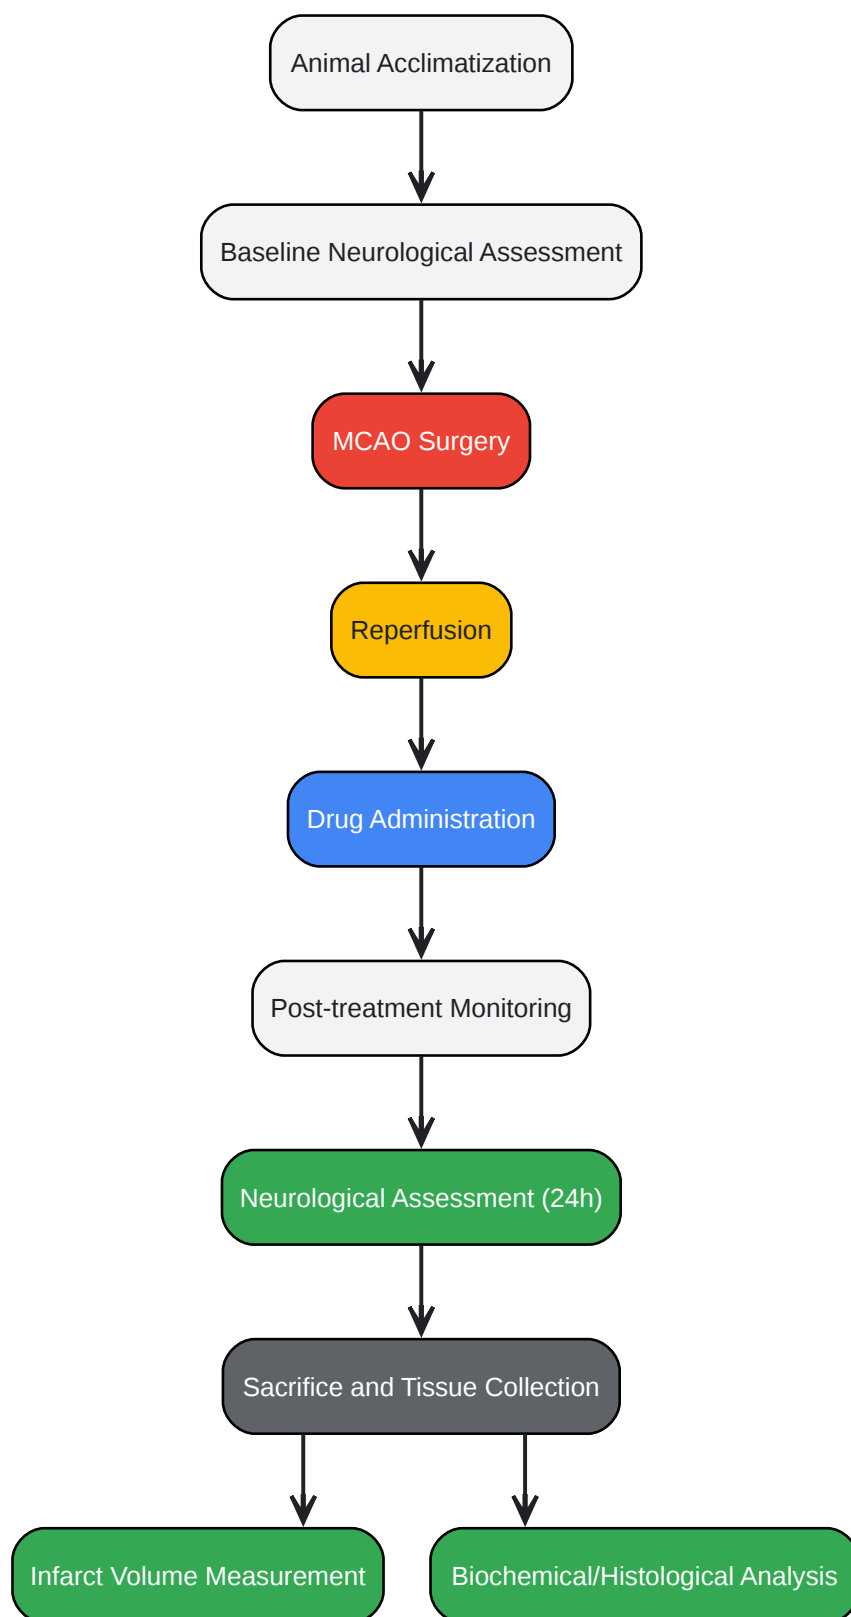 Animal Acclimatization
Baseline Neurological Assessment
MCAO Surgery
Reperfusion
Drug Administration
Post-treatment Monitoring
Neurological Assessment (24h)
Sacrifice and Tissue Collection
Infarct Volume Measurement
Biochemical/Histological Analysis